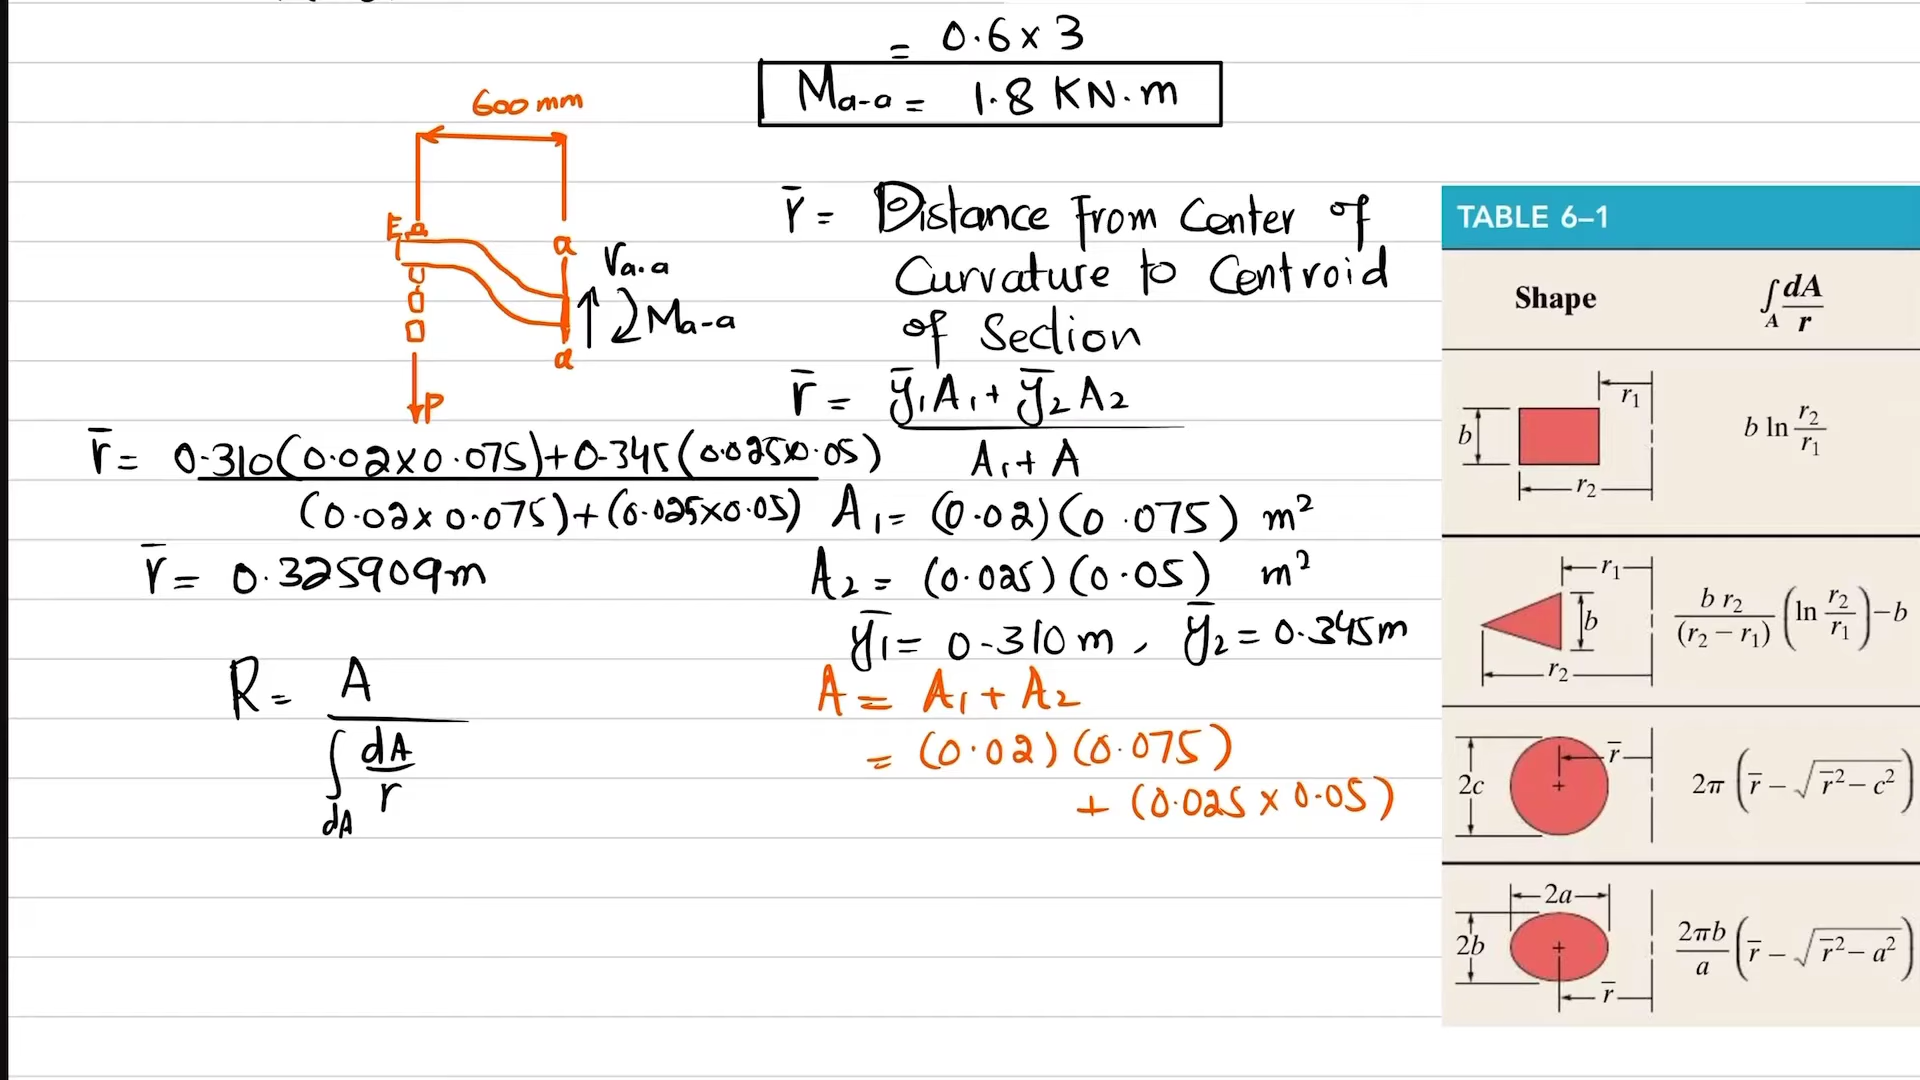 = 0.6 x 3
Ma-a = 1.8 KN.m
600 mm
E
a
a
Va.a
Ma-a
a
P
r̄ = Distance From Center of
Curvature to Centroid
of Section
r̄ = ȳ1A1 + ȳ2A2
A1 + A
r̄ = 0.310(0.02x0.075)+0.345(0.025x0.05)
(0.02x0.075)+(0.025x0.05)
r̄ = 0.325909m
A1 = (0.02)(0.075) m²
A2 = (0.025)(0.05) m²
ȳ1 = 0.310 m, ȳ2 = 0.345m
A = A1 + A2
= (0.02)(0.075)
+ (0.025 x 0.05)
R = A
∫ dA
r
dA
TABLE 6–1
Shape
∫A dA/r
r1
b
r2
b ln r2/r1
r1
b
r2
b r2/(r2 – r1) (ln r2/r1) – b
2c
r̄
2π (r̄ – √r̄² – c²)
2a
2b
r̄
2πb/a (r̄ – √r̄² – a²)